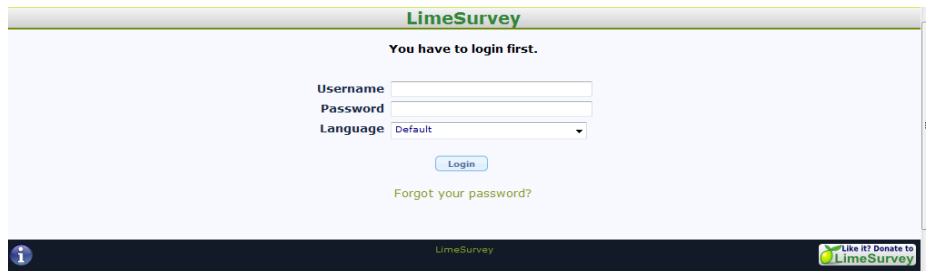 LimeSurvey
You have to login first.
Username
Password
Language Default
Login
Forgot your password?
LimeSurvey
Like it? Donate to
LimeSurvey